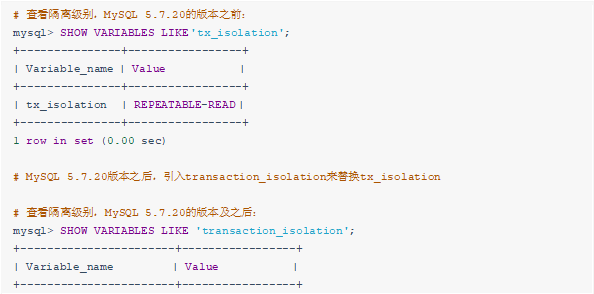 # 查看隔离级别，MySQL 5.7.20的版本之前：
mysql> SHOW VARIABLES LIKE'tx_isolation';
+---------------+-----------------+
| Variable_name | Value           |
+---------------+-----------------+
| tx_isolation  | REPEATABLE-READ |
+---------------+-----------------+
1 row in set (0.00 sec)
# MySQL 5.7.20版本之后，引入transaction_isolation来替换tx_isolation
# 查看隔离级别，MySQL 5.7.20的版本及之后：
mysql> SHOW VARIABLES LIKE 'transaction_isolation';
+-----------------------+-----------------+
| Variable_name         | Value           |
+-----------------------+-----------------+